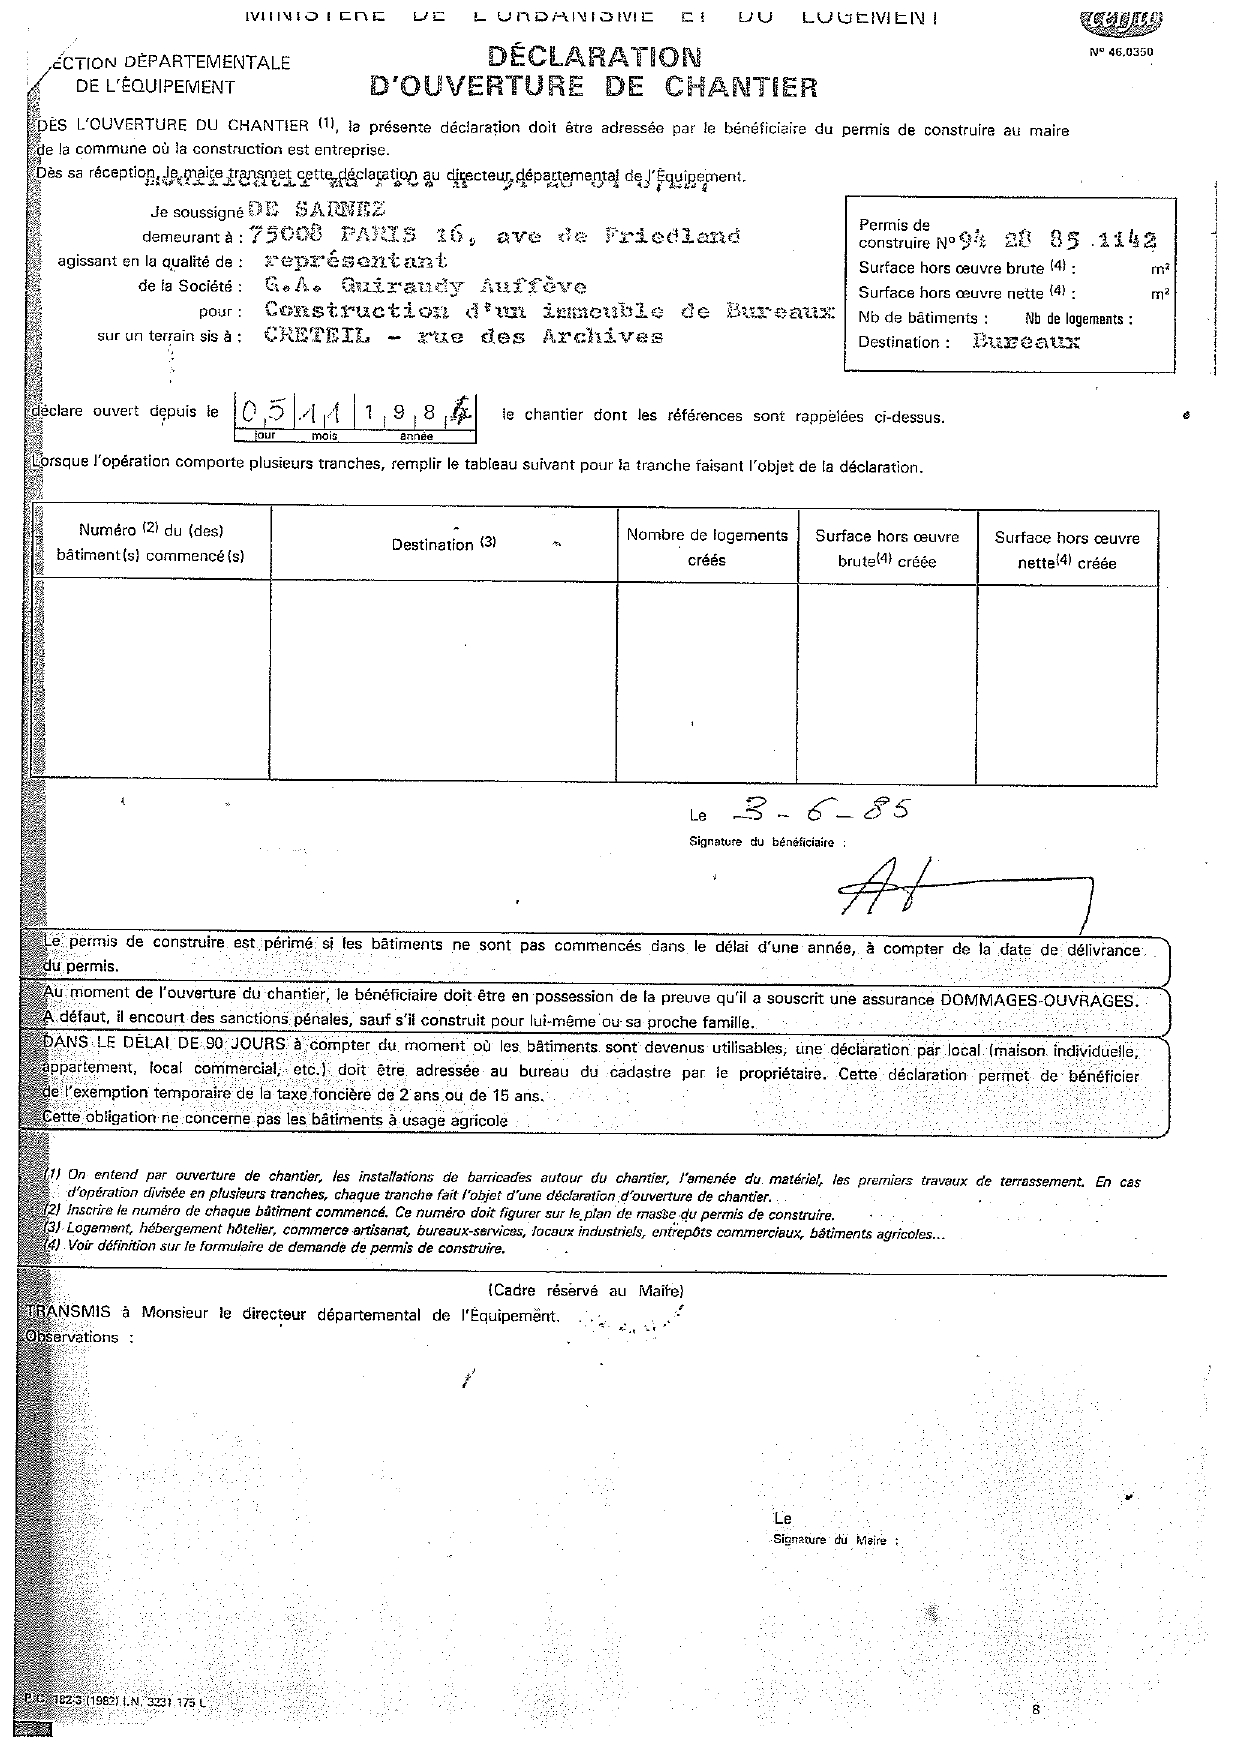 MINISTÈRE DE L'URBANISME ET DU LOGEMENT
N° 46.0350
ECTION DÉPARTEMENTALE
DE L'ÉQUIPEMENT
DÉCLARATION
D'OUVERTURE DE CHANTIER
DÈS L'OUVERTURE DU CHANTIER (1), la présente déclaration doit être adressée par le bénéficiaire du permis de construire au maire
de la commune où la construction est entreprise.
Dès sa réception, le maire transmet cette déclaration au directeur départemental de l'Équipement.
Je soussigné DE SARNEZ
demeurant à : 75008 PARIS 16, ave de Friedland
agissant en la qualité de : représentant
de la Société : G.A. Guiraudy Auffève
pour : Construction d'un immeuble de Bureaux
sur un terrain sis à : CRETEIL - rue des Archives
Permis de
construire N° 94 28 85 .1142
Surface hors œuvre brute (4) : m²
Surface hors œuvre nette (4) : m²
Nb de bâtiments : Nb de logements :
Destination : Bureaux
déclare ouvert depuis le 05 11 198 le chantier dont les références sont rappelées ci-dessus.
jour mois année
Lorsque l'opération comporte plusieurs tranches, remplir le tableau suivant pour la tranche faisant l'objet de la déclaration.
Numéro (2) du (des)
bâtiment(s) commencé(s)
Destination (3)
Nombre de logements
créés
Surface hors œuvre
brute(4) créée
Surface hors œuvre
nette(4) créée
Le 3 - 6 - 85
Signature du bénéficiaire :
Le permis de construire est périmé si les bâtiments ne sont pas commencés dans le délai d'une année, à compter de la date de délivrance
du permis.
Au moment de l'ouverture du chantier, le bénéficiaire doit être en possession de la preuve qu'il a souscrit une assurance DOMMAGES-OUVRAGES.
A défaut, il encourt des sanctions pénales, sauf s'il construit pour lui-même ou sa proche famille.
DANS LE DÉLAI DE 90 JOURS à compter du moment où les bâtiments sont devenus utilisables, une déclaration par local (maison individuelle,
appartement, local commercial, etc.) doit être adressée au bureau du cadastre par le propriétaire. Cette déclaration permet de bénéficier
de l'exemption temporaire de la taxe foncière de 2 ans ou de 15 ans.
Cette obligation ne concerne pas les bâtiments à usage agricole
(1) On entend par ouverture de chantier, les installations de barricades autour du chantier, l'amenée du matériel, les premiers travaux de terrassement. En cas
d'opération divisée en plusieurs tranches, chaque tranche fait l'objet d'une déclaration d'ouverture de chantier.
(2) Inscrire le numéro de chaque bâtiment commencé. Ce numéro doit figurer sur le plan de masse du permis de construire.
(3) Logement, hébergement hôtelier, commerce artisanat, bureaux-services, locaux industriels, entrepôts commerciaux, bâtiments agricoles...
(4) Voir définition sur le formulaire de demande de permis de construire.
(Cadre réservé au Maire)
TRANSMIS à Monsieur le directeur départemental de l'Équipement.
Observations :
Le
Signature du Maire :
P.C. 182-3 (1982) I.N. 3231 175 L
8